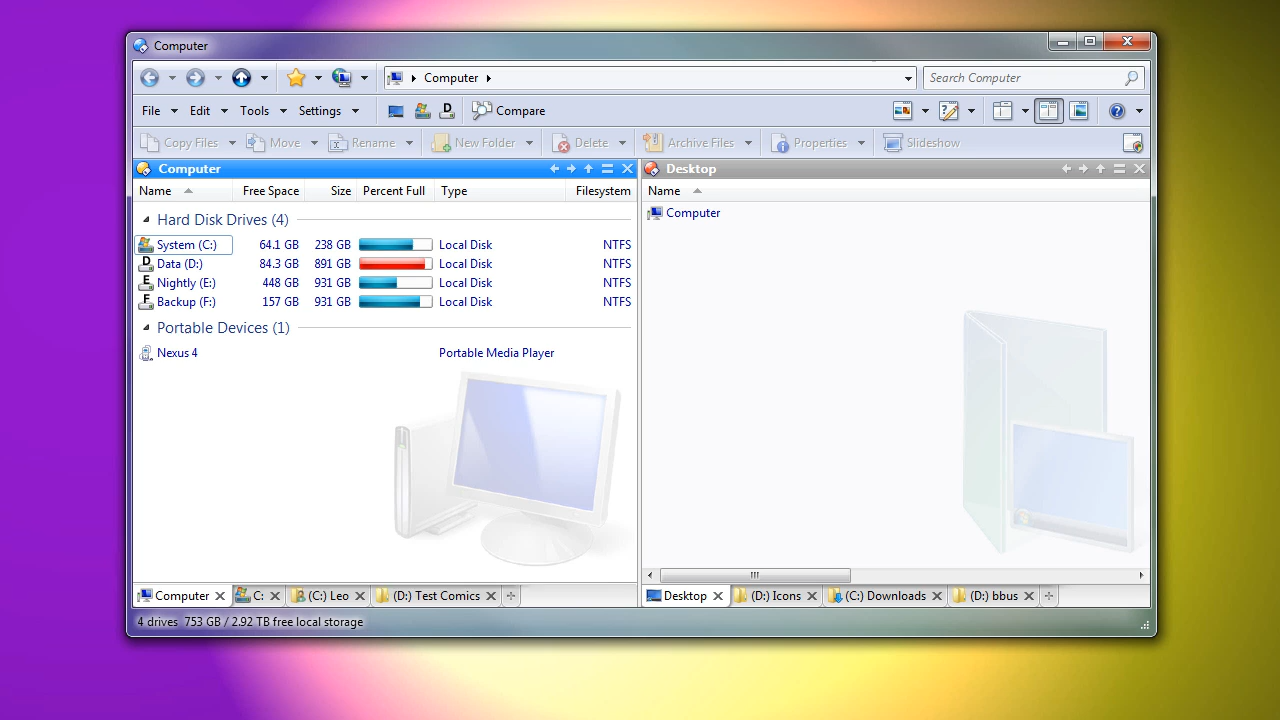 Computer
Computer
Search Computer
File Edit Tools Settings D Compare
Copy Files Move Rename New Folder Delete Archive Files Properties Slideshow
Computer Desktop
Name Free Space Size Percent Full Type Filesystem Name
Hard Disk Drives (4) Computer
System (C:) 64.1 GB 238 GB Local Disk NTFS
D Data (D:) 84.3 GB 891 GB Local Disk NTFS
E Nightly (E:) 448 GB 931 GB Local Disk NTFS
F Backup (F:) 157 GB 931 GB Local Disk NTFS
Portable Devices (1)
Nexus 4 Portable Media Player
Computer C: (C:) Leo (D:) Test Comics Desktop (D:) Icons (C:) Downloads (D:) bbus
4 drives 753 GB / 2.92 TB free local storage